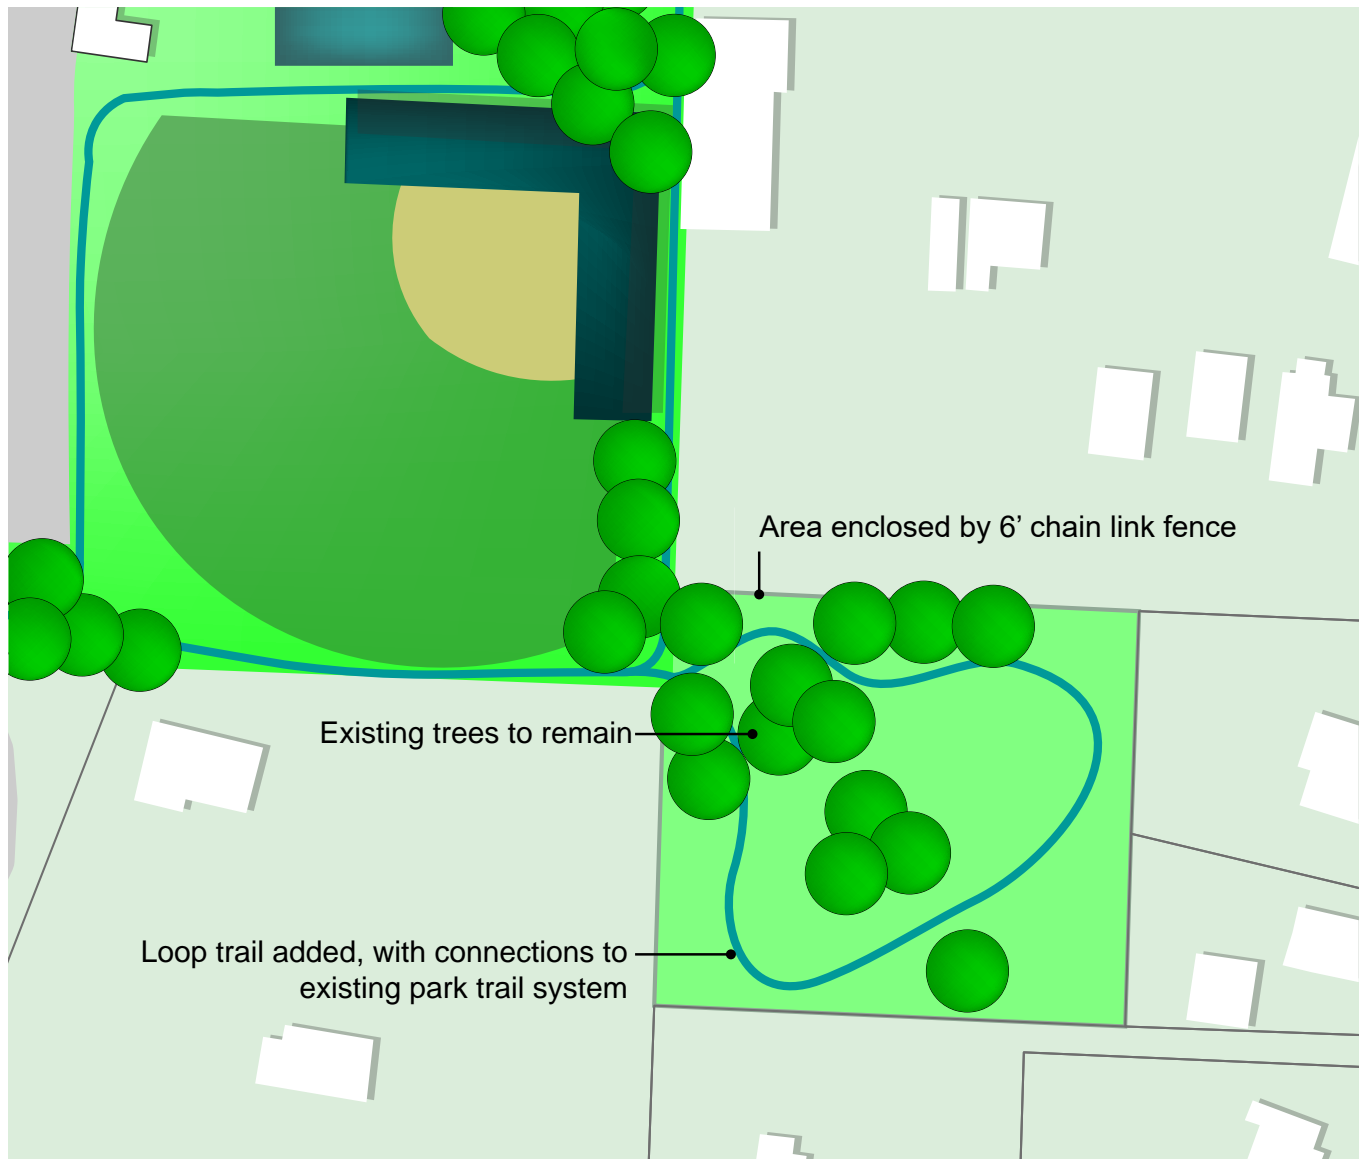 Area enclosed by 6’ chain link fence
Existing trees to remain
Loop trail added, with connections to
existing park trail system